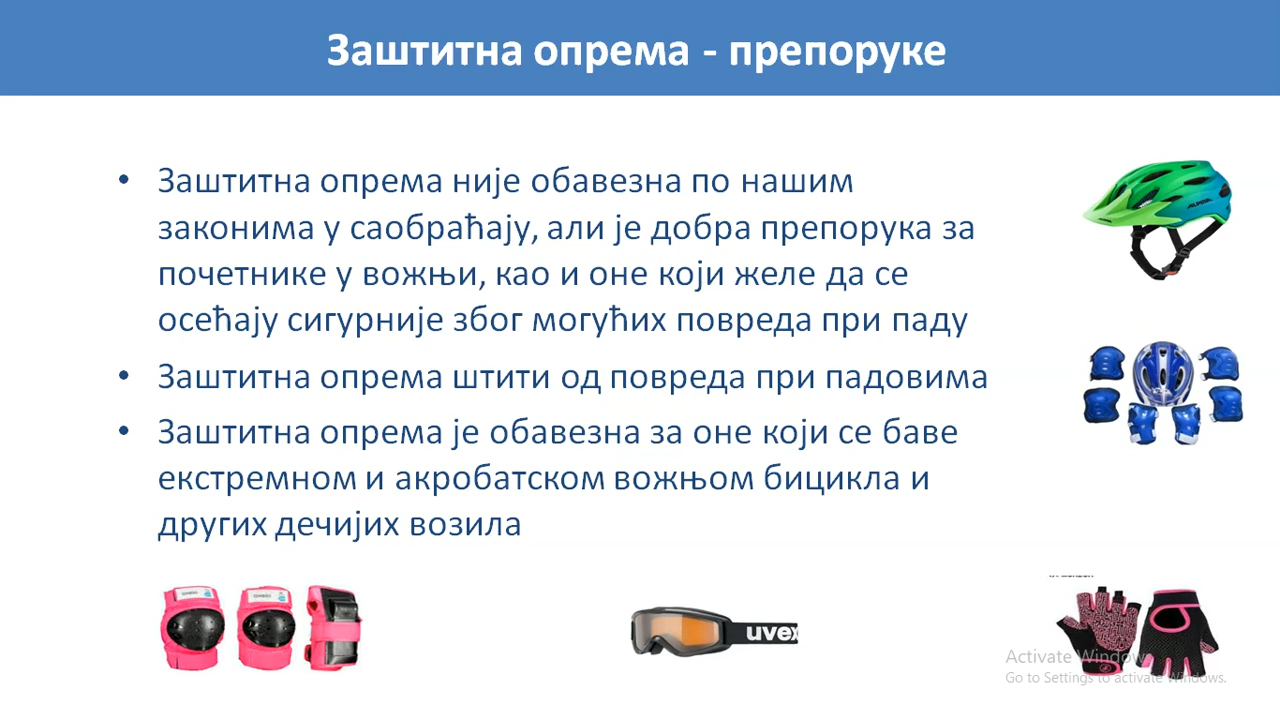 Заштитна опрема - препоруке
• Заштитна опрема није обавезна по нашим
законима у саобраћају, али је добра препорука за
почетнике у вожњи, као и оне који желе да се
осећају сигурније због могућих повреда при паду
• Заштитна опрема штити од повреда при падовима
• Заштитна опрема је обавезна за оне који се баве
екстремном и акробатском вожњом бицикла и
других дечијих возила
ALPINA
uvex
Activate Windows
Go to Settings to activate Windows.